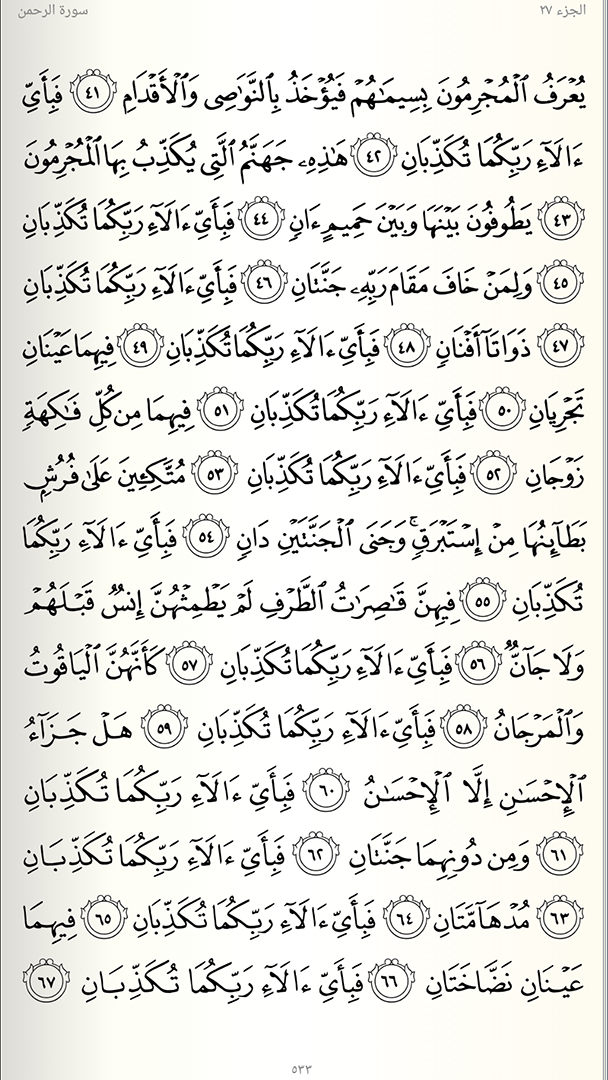 الجزء ٢٧
سورة الرحمن
يُعْرَفُ ٱلْمُجْرِمُونَ بِسِيمَٰهُمْ فَيُؤْخَذُ بِٱلنَّوَٰصِى وَٱلْأَقْدَامِ ٤١ فَبِأَىِّ
ءَالَآءِ رَبِّكُمَا تُكَذِّبَانِ ٤٢ هَٰذِهِۦ جَهَنَّمُ ٱلَّتِى يُكَذِّبُ بِهَا ٱلْمُجْرِمُونَ
٤٣ يَطُوفُونَ بَيْنَهَا وَبَيْنَ حَمِيمٍ ءَانٍ ٤٤ فَبِأَىِّ ءَالَآءِ رَبِّكُمَا تُكَذِّبَانِ
٤٥ وَلِمَنْ خَافَ مَقَامَ رَبِّهِۦ جَنَّتَانِ ٤٦ فَبِأَىِّ ءَالَآءِ رَبِّكُمَا تُكَذِّبَانِ
٤٧ ذَوَاتَآ أَفْنَانٍ ٤٨ فَبِأَىِّ ءَالَآءِ رَبِّكُمَا تُكَذِّبَانِ ٤٩ فِيهِمَا عَيْنَانِ
تَجْرِيَانِ ٥٠ فَبِأَىِّ ءَالَآءِ رَبِّكُمَا تُكَذِّبَانِ ٥١ فِيهِمَا مِن كُلِّ فَٰكِهَةٍ
زَوْجَانِ ٥٢ فَبِأَىِّ ءَالَآءِ رَبِّكُمَا تُكَذِّبَانِ ٥٣ مُتَّكِـِٔينَ عَلَىٰ فُرُشٍۭ
بَطَآئِنُهَا مِنْ إِسْتَبْرَقٍ ۚ وَجَنَى ٱلْجَنَّتَيْنِ دَانٍ ٥٤ فَبِأَىِّ ءَالَآءِ رَبِّكُمَا
تُكَذِّبَانِ ٥٥ فِيهِنَّ قَٰصِرَٰتُ ٱلطَّرْفِ لَمْ يَطْمِثْهُنَّ إِنسٌ قَبْلَهُمْ
وَلَا جَآنٌّ ٥٦ فَبِأَىِّ ءَالَآءِ رَبِّكُمَا تُكَذِّبَانِ ٥٧ كَأَنَّهُنَّ ٱلْيَاقُوتُ
وَٱلْمَرْجَانُ ٥٨ فَبِأَىِّ ءَالَآءِ رَبِّكُمَا تُكَذِّبَانِ ٥٩ هَلْ جَزَآءُ
ٱلْإِحْسَٰنِ إِلَّا ٱلْإِحْسَٰنُ ٦٠ فَبِأَىِّ ءَالَآءِ رَبِّكُمَا تُكَذِّبَانِ
٦١ وَمِن دُونِهِمَا جَنَّتَانِ ٦٢ فَبِأَىِّ ءَالَآءِ رَبِّكُمَا تُكَذِّبَانِ
٦٣ مُدْهَآمَّتَانِ ٦٤ فَبِأَىِّ ءَالَآءِ رَبِّكُمَا تُكَذِّبَانِ ٦٥ فِيهِمَا
عَيْنَانِ نَضَّاخَتَانِ ٦٦ فَبِأَىِّ ءَالَآءِ رَبِّكُمَا تُكَذِّبَانِ ٦٧
٥٣٣